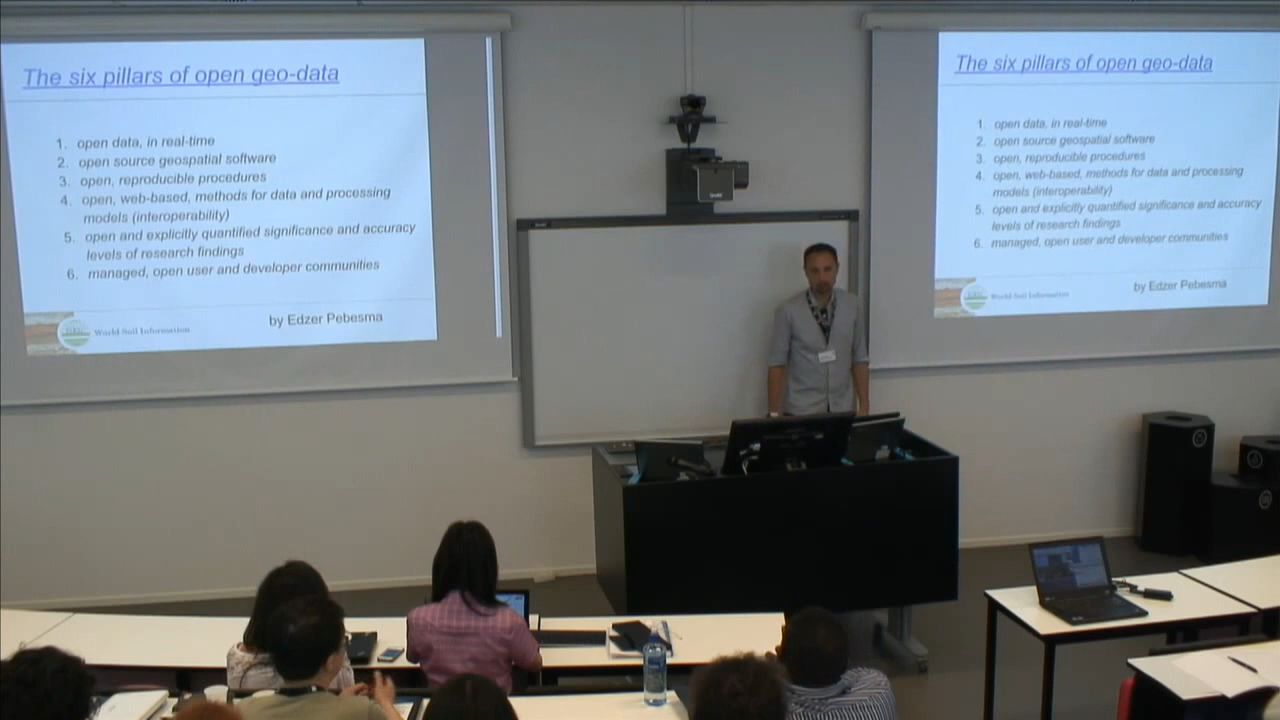 The six pillars of open geo-data
1. open data, in real-time
2. open source geospatial software
3. open, reproducible procedures
4. open, web-based, methods for data and processing
models (interoperability)
5. open and explicitly quantified significance and accuracy
levels of research findings
6. managed, open user and developer communities
World Soil Information
by Edzer Pebesma
The six pillars of open geo-data
1. open data, in real-time
2. open source geospatial software
3. open, reproducible procedures
4. open, web-based, methods for data and processing
models (interoperability)
5. open and explicitly quantified significance and accuracy
levels of research findings
6. managed, open user and developer communities
World Soil Information
by Edzer Pebesma